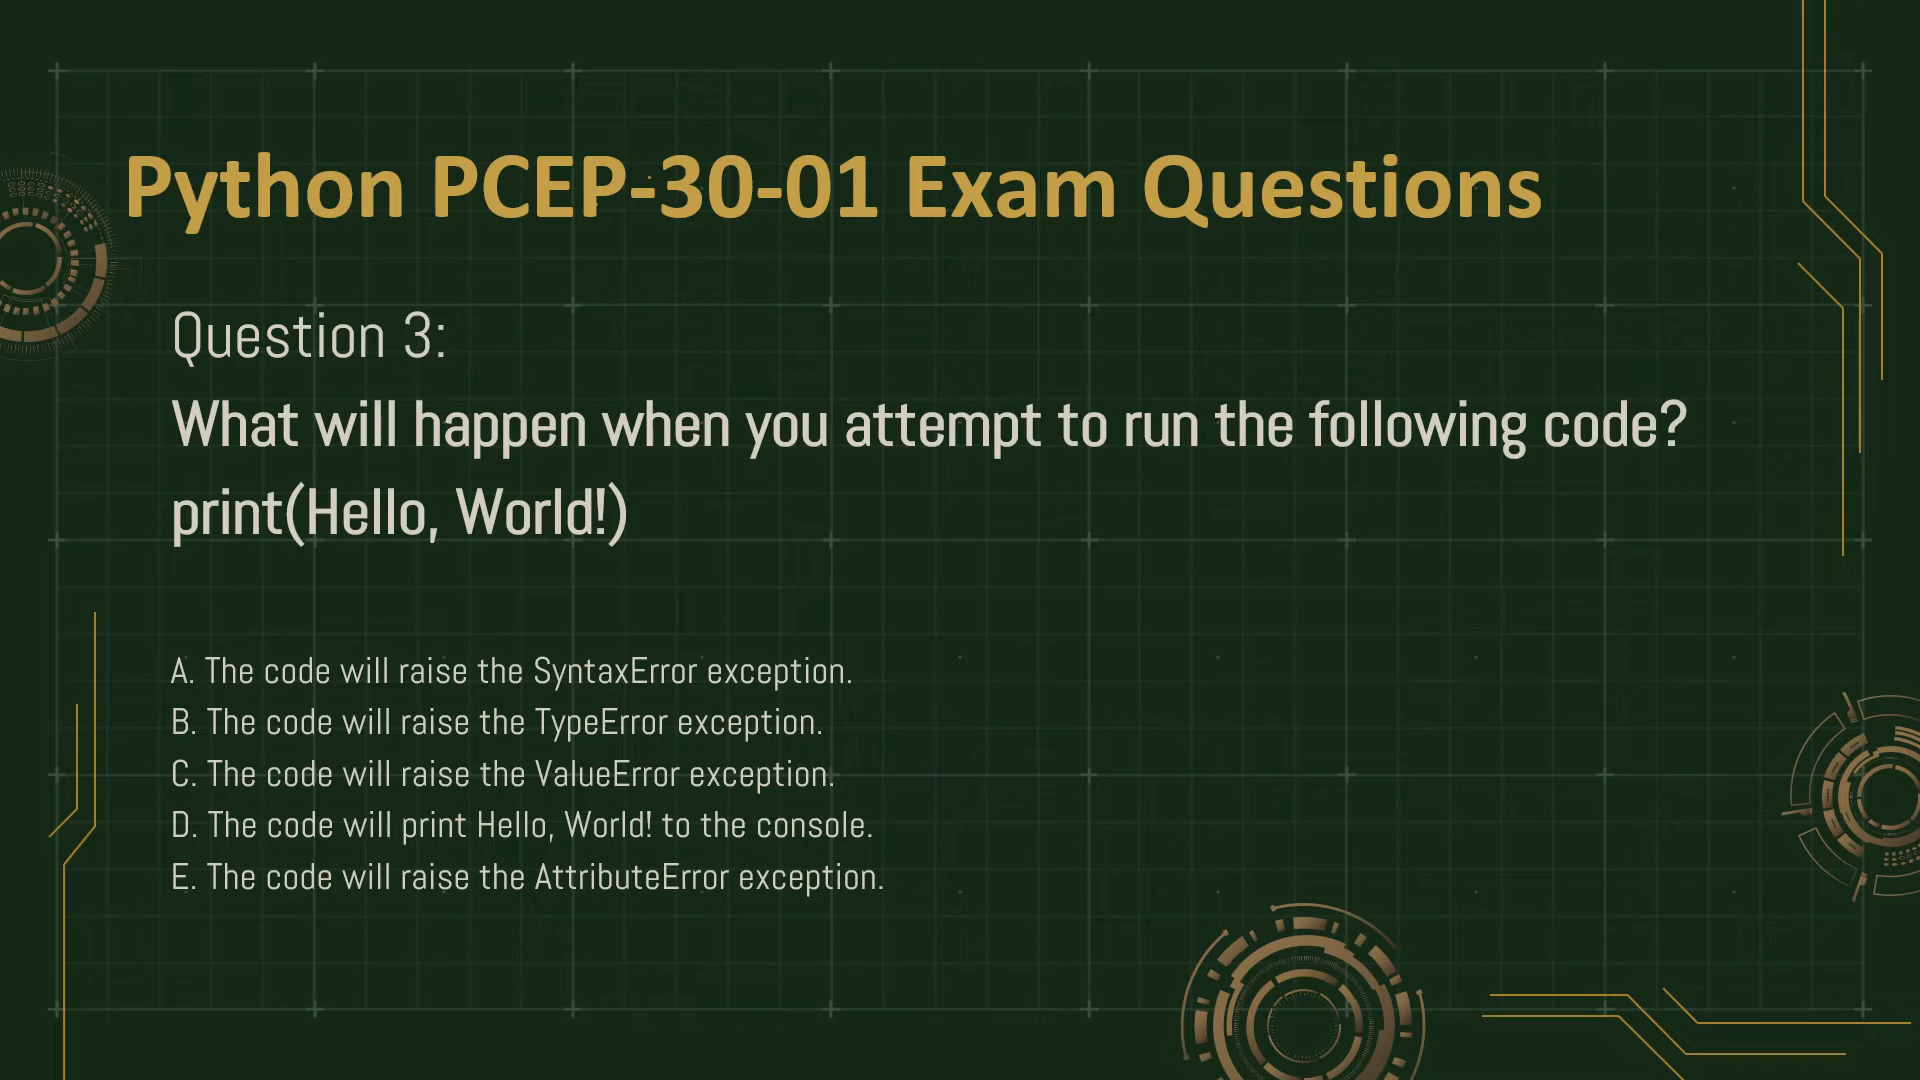 Python PCEP-30-01 Exam Questions
Question 3:
What will happen when you attempt to run the following code?
print(Hello, World!)
A. The code will raise the SyntaxError exception.
B. The code will raise the TypeError exception.
C. The code will raise the ValueError exception.
D. The code will print Hello, World! to the console.
E. The code will raise the AttributeError exception.